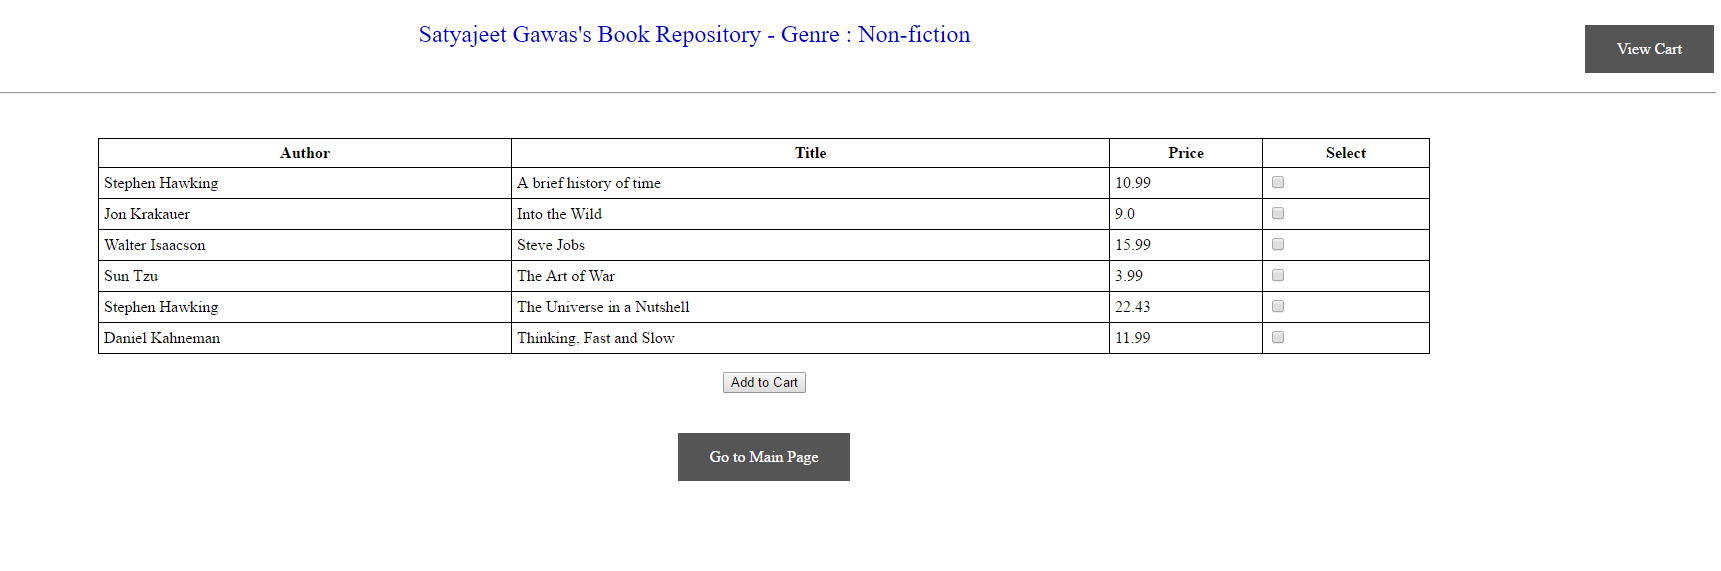 Satyajeet Gawas's Book Repository - Genre : Non-fiction
View Cart
Author Title Price Select
Stephen Hawking A brief history of time 10.99
Jon Krakauer Into the Wild 9.0
Walter Isaacson Steve Jobs 15.99
Sun Tzu The Art of War 3.99
Stephen Hawking The Universe in a Nutshell 22.43
Daniel Kahneman Thinking, Fast and Slow 11.99
Add to Cart
Go to Main Page